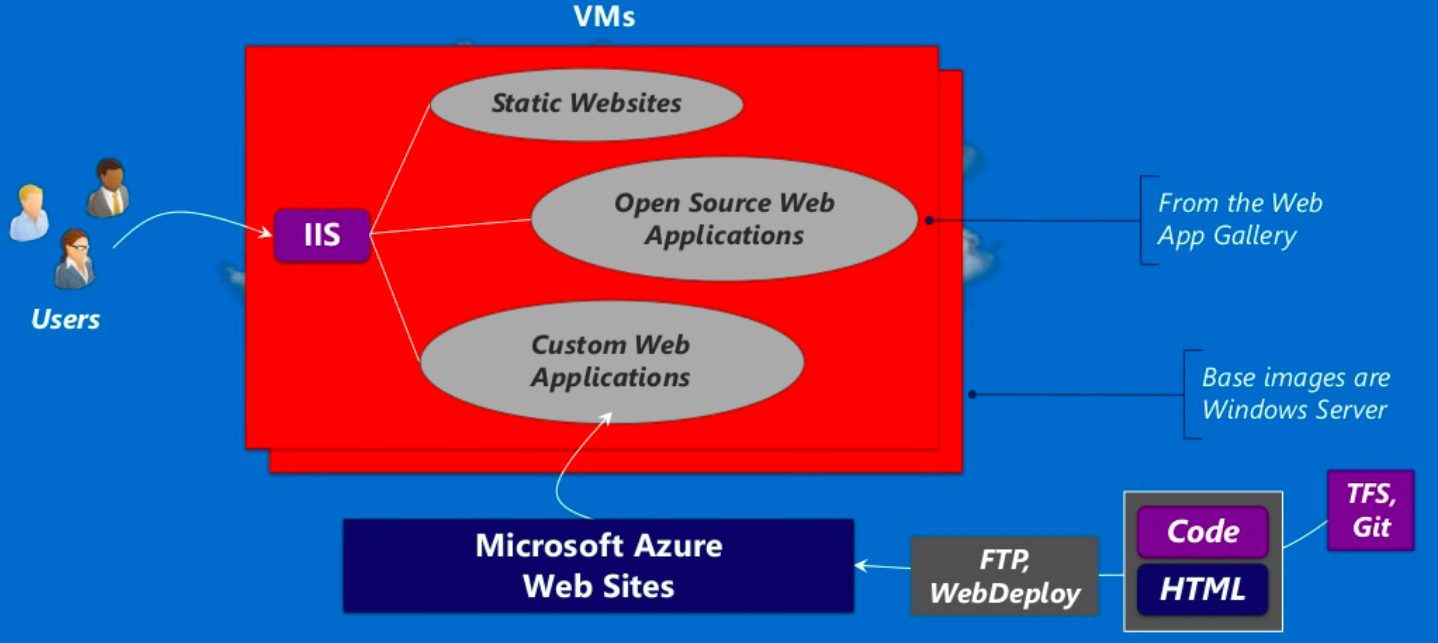 VMs
Static Websites
Open Source Web
Applications
From the Web
App Gallery
IIS
Users
Custom Web
Applications
Base images are
Windows Server
TFS,
Git
Code
HTML
FTP,
WebDeploy
Microsoft Azure
Web Sites